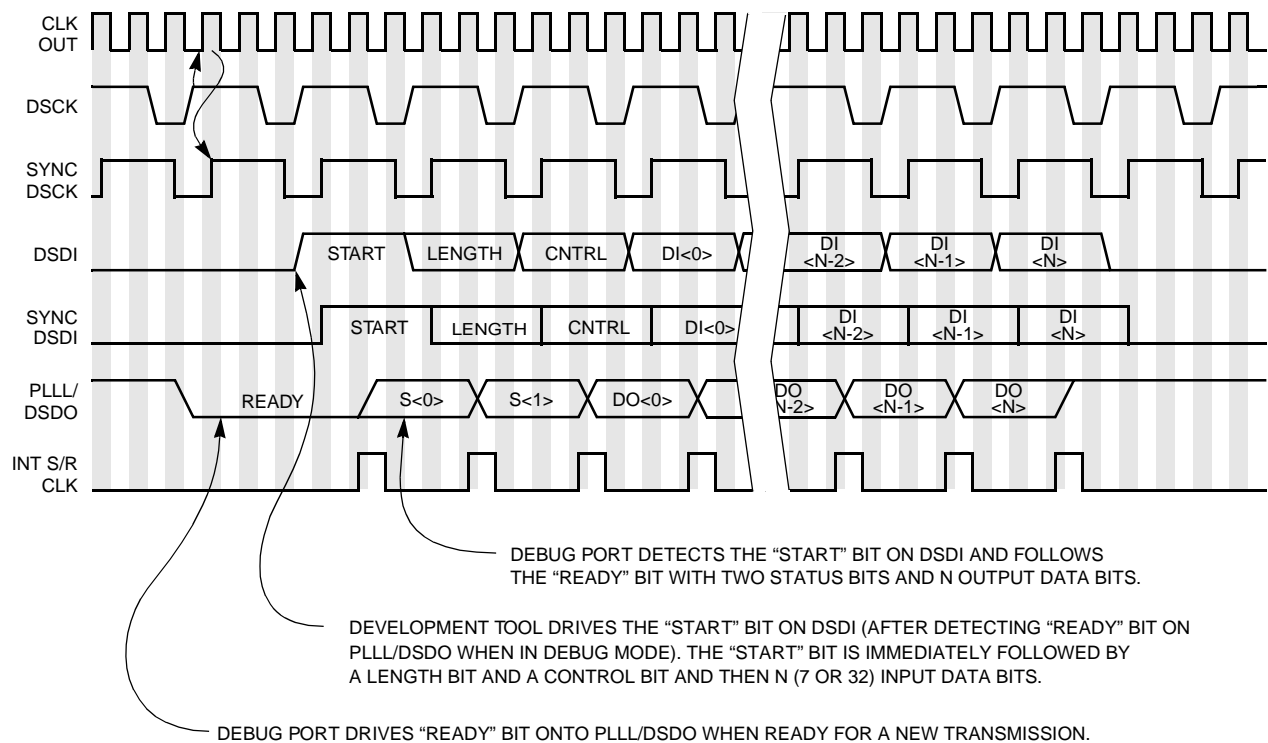 CLK
OUT
DSCK
SYNC
DSCK
DSDI
START
LENGTH
CNTRL
DI<0>
DI
<N-2>
DI
<N-1>
DI
<N>
SYNC
DSDI
START
LENGTH
CNTRL
DI<0>
DI
<N-2>
DI
<N-1>
DI
<N>
PLLL/
DSDO
READY
S<0>
S<1>
DO<0>
DO
N-2>
DO
<N-1>
DO
<N>
INT S/R
CLK
DEBUG PORT DETECTS THE “START” BIT ON DSDI AND FOLLOWS
THE “READY” BIT WITH TWO STATUS BITS AND N OUTPUT DATA BITS.
DEVELOPMENT TOOL DRIVES THE “START” BIT ON DSDI (AFTER DETECTING “READY” BIT ON
PLLL/DSDO WHEN IN DEBUG MODE). THE “START” BIT IS IMMEDIATELY FOLLOWED BY
A LENGTH BIT AND A CONTROL BIT AND THEN N (7 OR 32) INPUT DATA BITS.
DEBUG PORT DRIVES “READY” BIT ONTO PLLL/DSDO WHEN READY FOR A NEW TRANSMISSION.